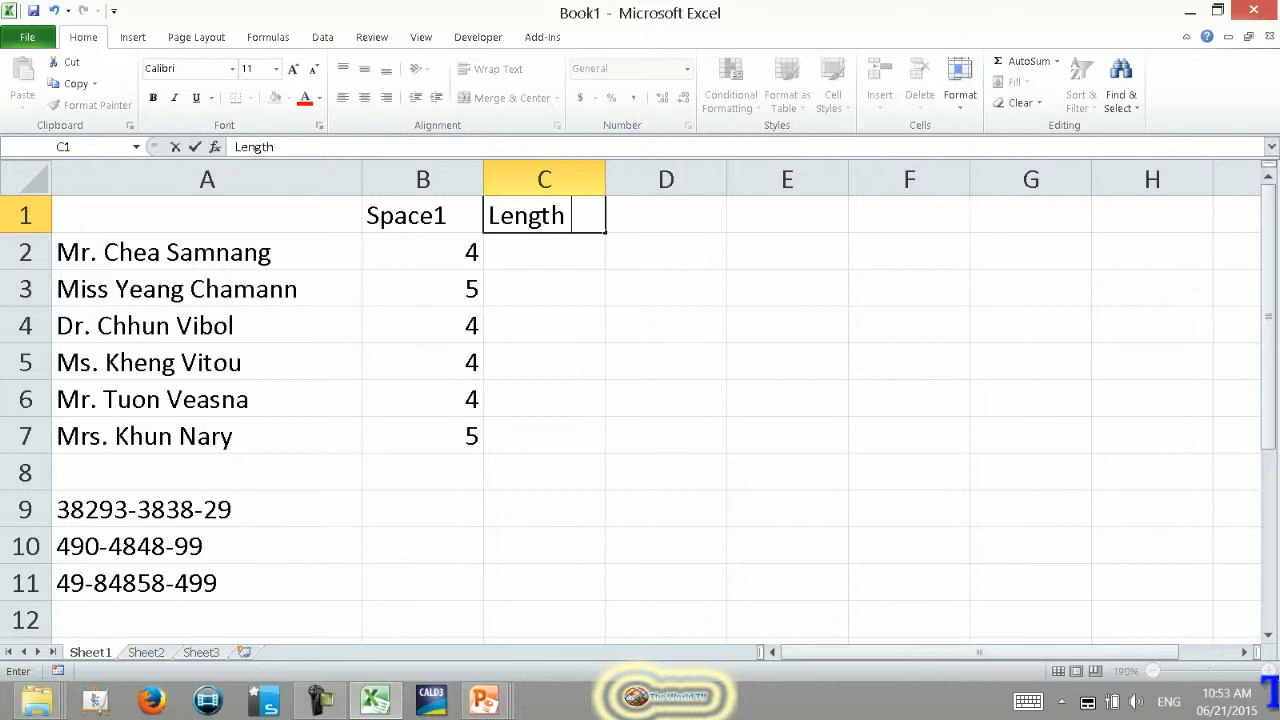 Book1 - Microsoft Excel
File Home Insert Page Layout Formulas Data Review View Developer Add-Ins
Paste
Cut
Copy
Format Painter
Clipboard
Calibri 11
B I U
A
Font
Wrap Text
Merge & Center
Alignment
General
$ % ,
Number
Conditional Formatting
Format as Table
Cell Styles
Styles
Insert
Delete
Format
Cells
Σ AutoSum
Fill
Clear
Sort & Filter
Find & Select
Editing
C1 fx Length
A B C D E F G H
1 Space1 Length
2 Mr. Chea Samnang 4
3 Miss Yeang Chamann 5
4 Dr. Chhun Vibol 4
5 Ms. Kheng Vitou 4
6 Mr. Tuon Veasna 4
7 Mrs. Khun Nary 5
8
9 38293-3838-29
10 490-4848-99
11 49-84858-499
12
Sheet1 Sheet2 Sheet3
Enter 190%
CALD3
The World TV
ENG
10:53 AM
06/21/2015